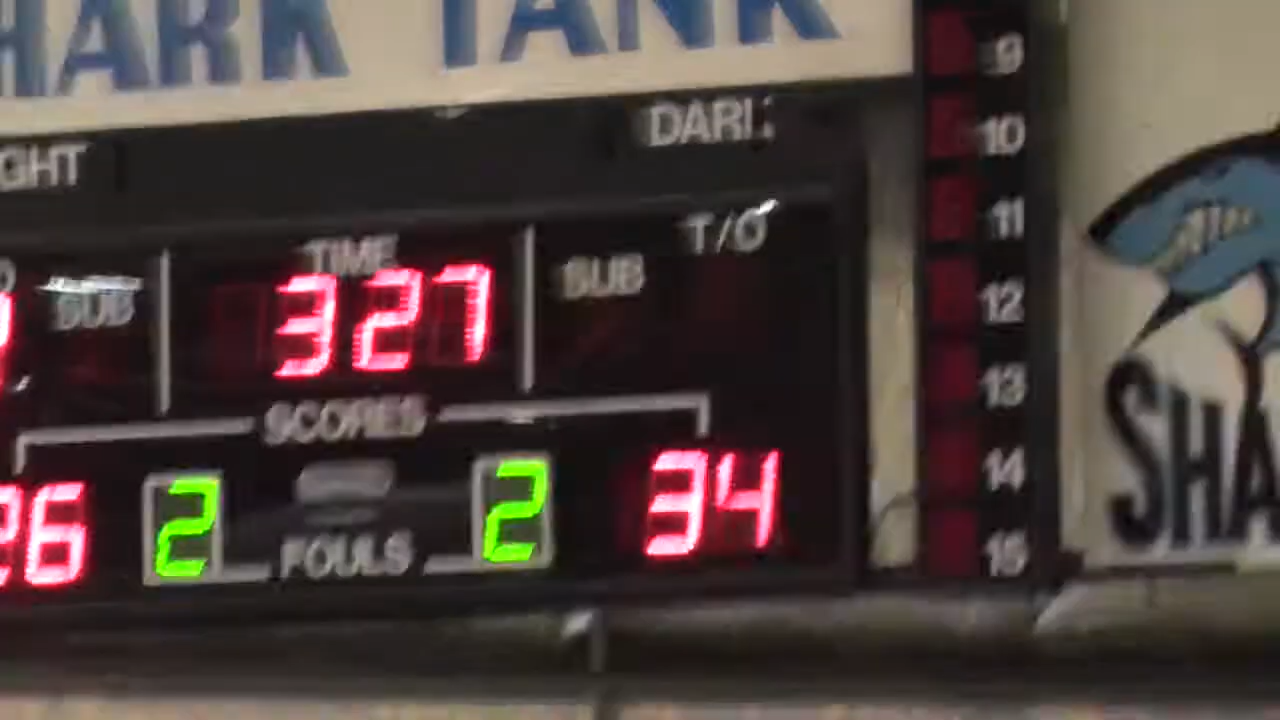 HARK TANK
GHT
DARK
TIME
SUB
327
SUB
T/O
SCORES
26
2
2
34
FOULS
9
10
11
12
13
14
15
SHA